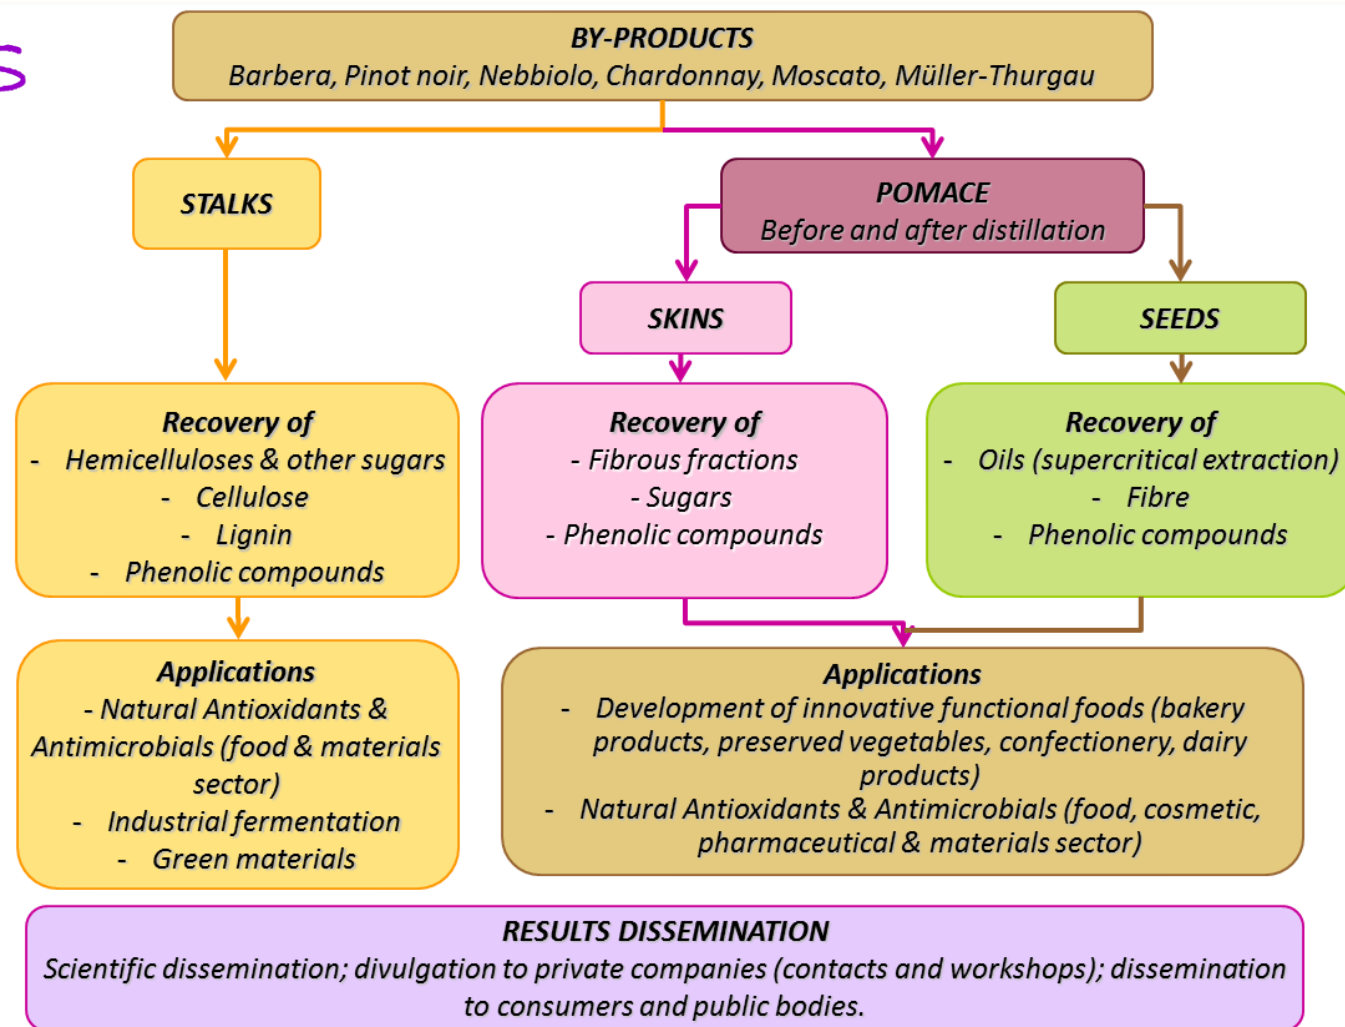 S
BY-PRODUCTS
Barbera, Pinot noir, Nebbiolo, Chardonnay, Moscato, Müller-Thurgau
STALKS
POMACE
Before and after distillation
SKINS
SEEDS
Recovery of
- Hemicelluloses & other sugars
- Cellulose
- Lignin
- Phenolic compounds
Recovery of
- Fibrous fractions
- Sugars
- Phenolic compounds
Recovery of
- Oils (supercritical extraction)
- Fibre
- Phenolic compounds
Applications
- Natural Antioxidants &
Antimicrobials (food & materials
sector)
- Industrial fermentation
- Green materials
Applications
- Development of innovative functional foods (bakery
products, preserved vegetables, confectionery, dairy
products)
- Natural Antioxidants & Antimicrobials (food, cosmetic,
pharmaceutical & materials sector)
RESULTS DISSEMINATION
Scientific dissemination; divulgation to private companies (contacts and workshops); dissemination
to consumers and public bodies.